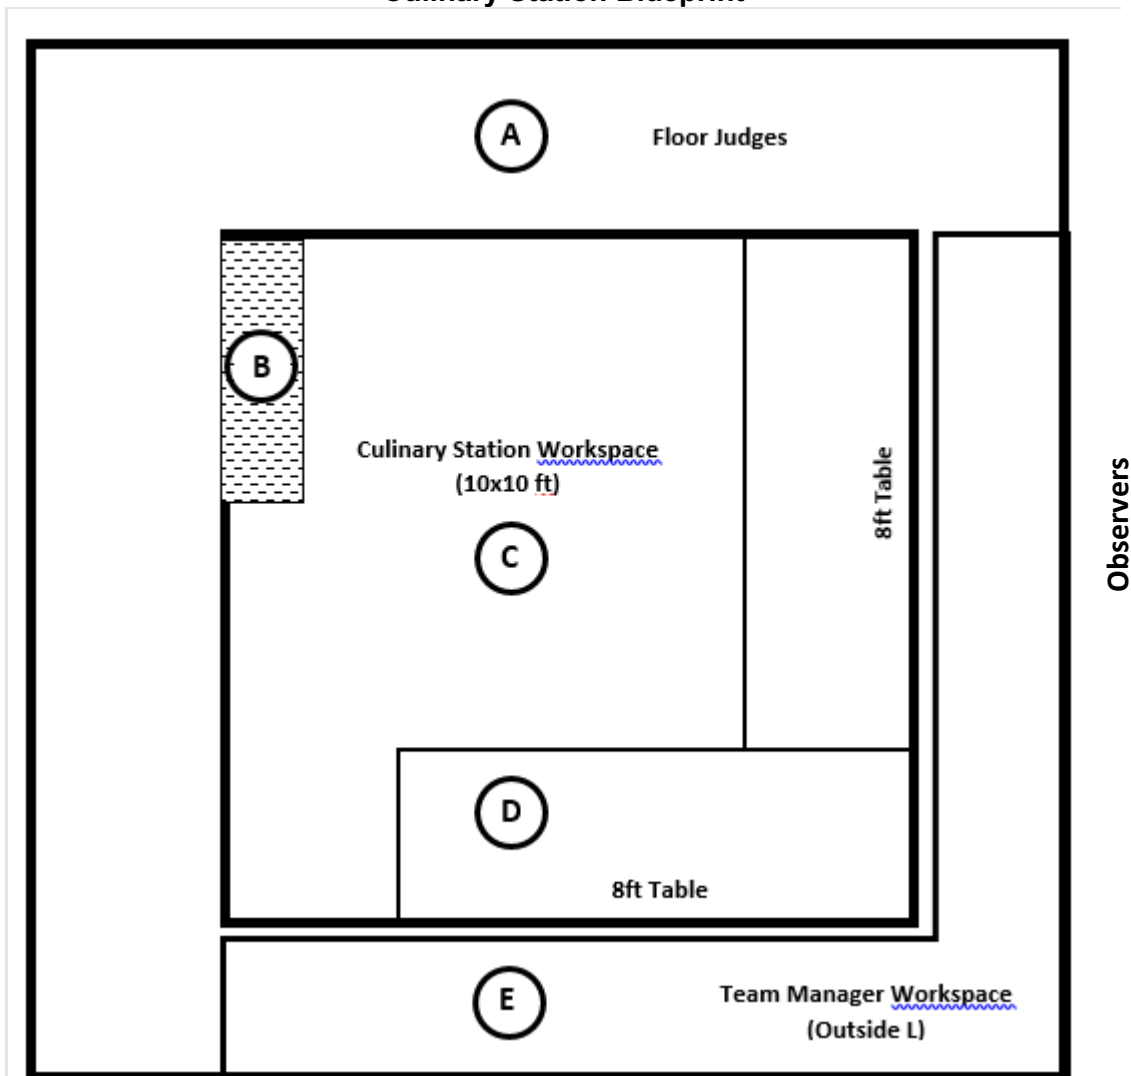 Culinary Station Blueprint
A
Floor Judges
B
Culinary Station Workspace
(10x10 ft)
8ft Table
Observers
C
D
8ft Table
E
Team Manager Workspace
(Outside L)